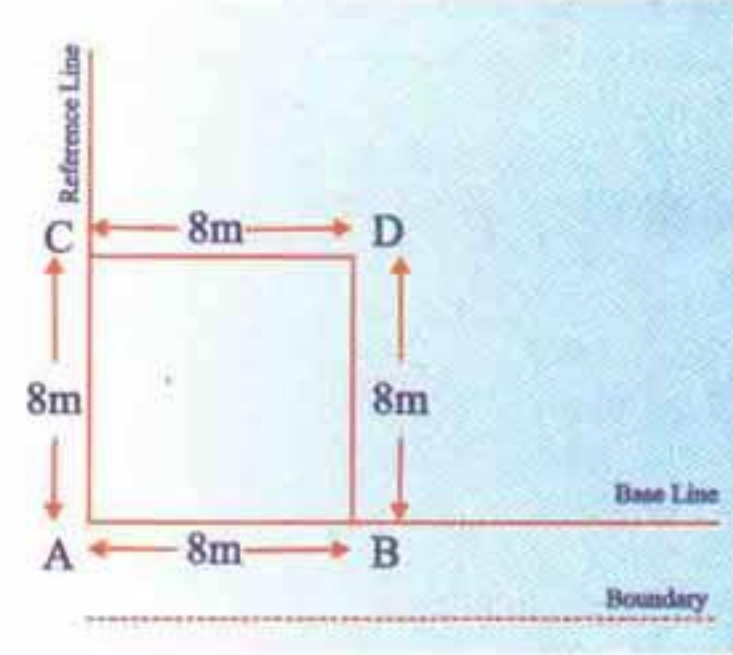 Reference Line
C 8m D
8m 8m
Base Line
A 8m B
Boundary